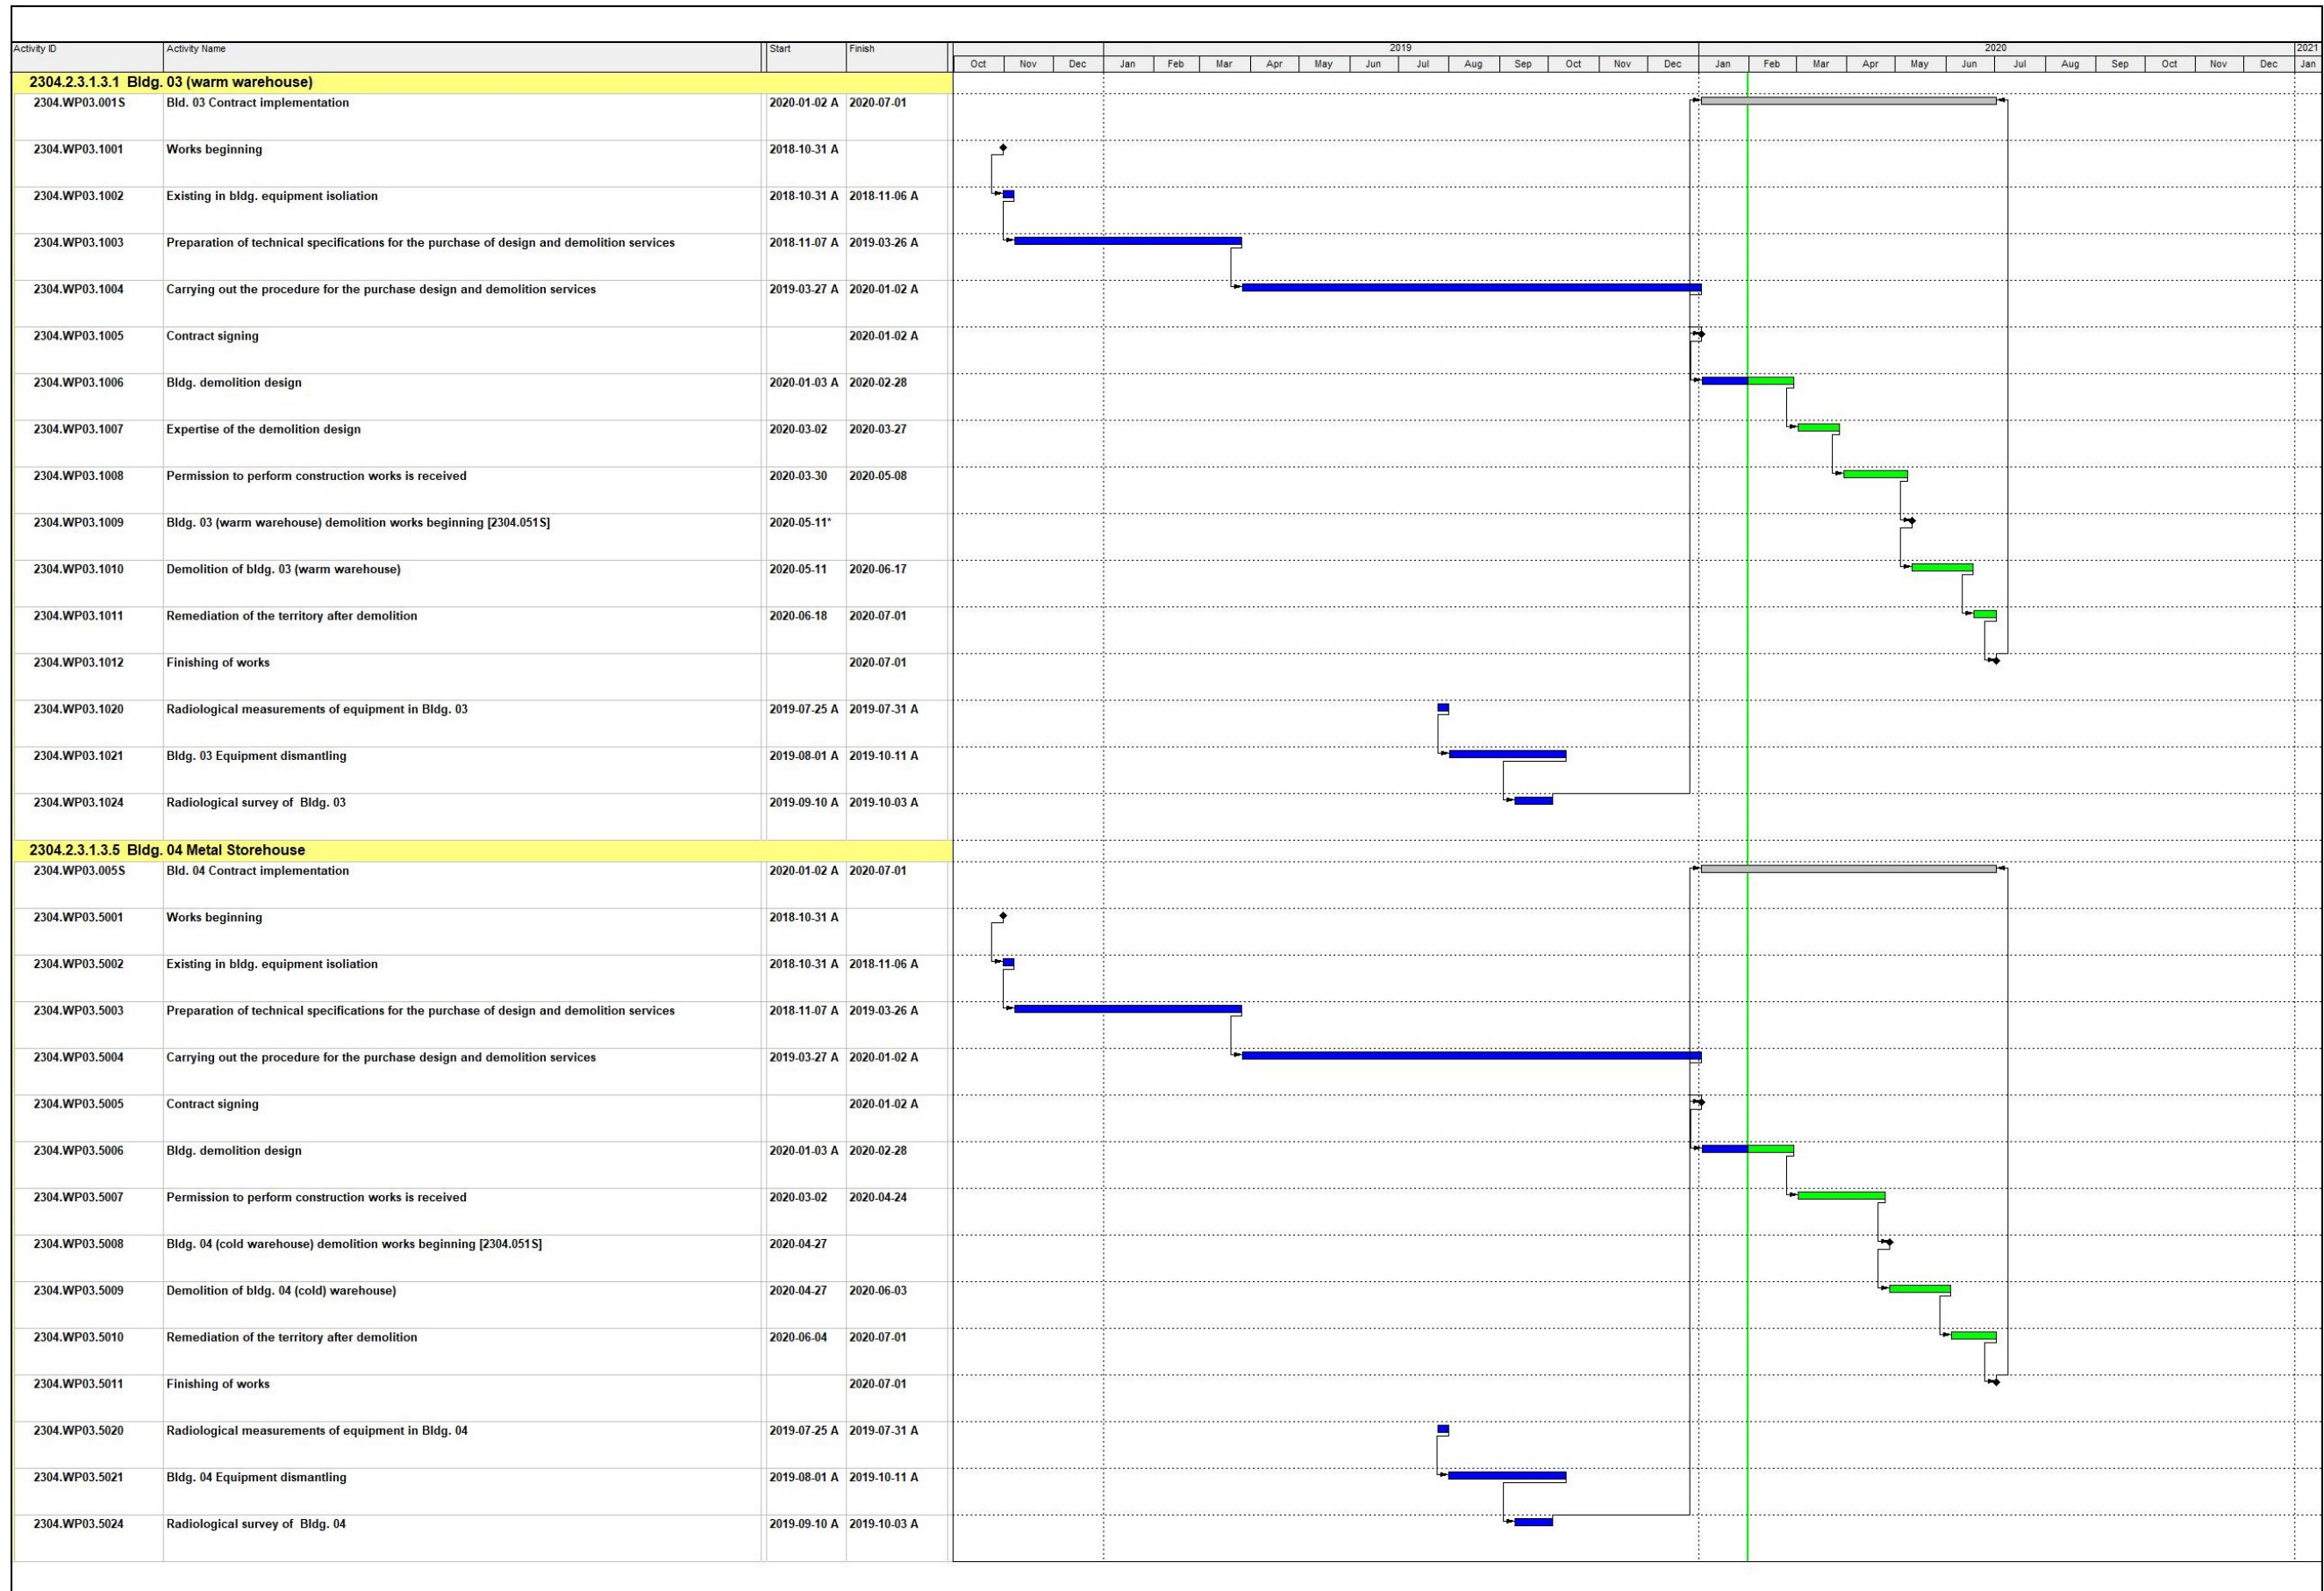 Activity ID Activity Name Start Finish 2019 2020 2021
Oct Nov Dec Jan Feb Mar Apr May Jun Jul Aug Sep Oct Nov Dec Jan Feb Mar Apr May Jun Jul Aug Sep Oct Nov Dec Jan
2304.2.3.1.3.1 Bldg. 03 (warm warehouse)
2304.WP03.001S Bld. 03 Contract implementation 2020-01-02 A 2020-07-01
2304.WP03.1001 Works beginning 2018-10-31 A
2304.WP03.1002 Existing in bldg. equipment isoliation 2018-10-31 A 2018-11-06 A
2304.WP03.1003 Preparation of technical specifications for the purchase of design and demolition services 2018-11-07 A 2019-03-26 A
2304.WP03.1004 Carrying out the procedure for the purchase design and demolition services 2019-03-27 A 2020-01-02 A
2304.WP03.1005 Contract signing 2020-01-02 A
2304.WP03.1006 Bldg. demolition design 2020-01-03 A 2020-02-28
2304.WP03.1007 Expertise of the demolition design 2020-03-02 2020-03-27
2304.WP03.1008 Permission to perform construction works is received 2020-03-30 2020-05-08
2304.WP03.1009 Bldg. 03 (warm warehouse) demolition works beginning [2304.051S] 2020-05-11*
2304.WP03.1010 Demolition of bldg. 03 (warm warehouse) 2020-05-11 2020-06-17
2304.WP03.1011 Remediation of the territory after demolition 2020-06-18 2020-07-01
2304.WP03.1012 Finishing of works 2020-07-01
2304.WP03.1020 Radiological measurements of equipment in Bldg. 03 2019-07-25 A 2019-07-31 A
2304.WP03.1021 Bldg. 03 Equipment dismantling 2019-08-01 A 2019-10-11 A
2304.WP03.1024 Radiological survey of Bldg. 03 2019-09-10 A 2019-10-03 A
2304.2.3.1.3.5 Bldg. 04 Metal Storehouse
2304.WP03.005S Bld. 04 Contract implementation 2020-01-02 A 2020-07-01
2304.WP03.5001 Works beginning 2018-10-31 A
2304.WP03.5002 Existing in bldg. equipment isoliation 2018-10-31 A 2018-11-06 A
2304.WP03.5003 Preparation of technical specifications for the purchase of design and demolition services 2018-11-07 A 2019-03-26 A
2304.WP03.5004 Carrying out the procedure for the purchase design and demolition services 2019-03-27 A 2020-01-02 A
2304.WP03.5005 Contract signing 2020-01-02 A
2304.WP03.5006 Bldg. demolition design 2020-01-03 A 2020-02-28
2304.WP03.5007 Permission to perform construction works is received 2020-03-02 2020-04-24
2304.WP03.5008 Bldg. 04 (cold warehouse) demolition works beginning [2304.051S] 2020-04-27
2304.WP03.5009 Demolition of bldg. 04 (cold) warehouse) 2020-04-27 2020-06-03
2304.WP03.5010 Remediation of the territory after demolition 2020-06-04 2020-07-01
2304.WP03.5011 Finishing of works 2020-07-01
2304.WP03.5020 Radiological measurements of equipment in Bldg. 04 2019-07-25 A 2019-07-31 A
2304.WP03.5021 Bldg. 04 Equipment dismantling 2019-08-01 A 2019-10-11 A
2304.WP03.5024 Radiological survey of Bldg. 04 2019-09-10 A 2019-10-03 A